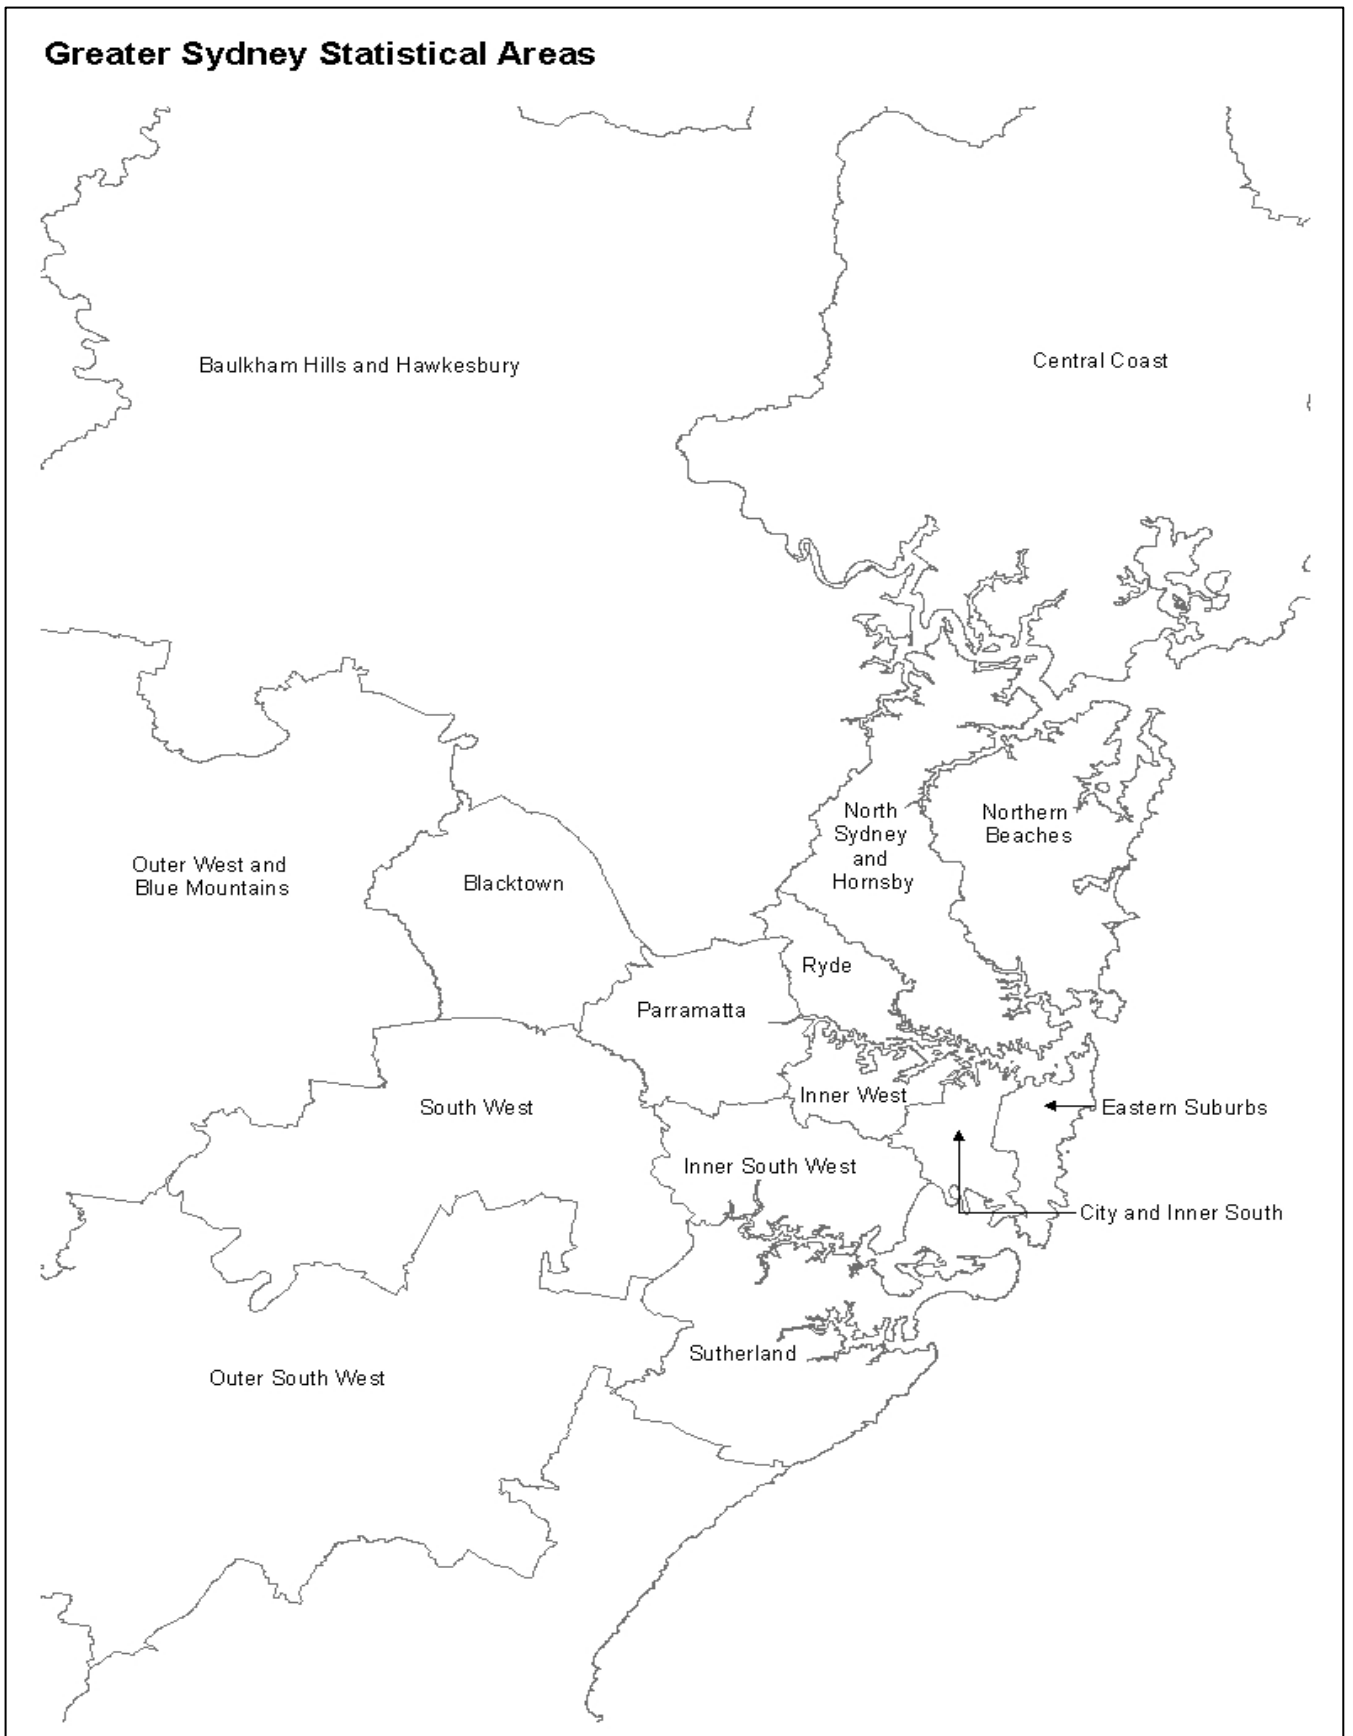 Greater Sydney Statistical Areas
Baulkham Hills and Hawkesbury
Central Coast
North
Sydney
and
Hornsby
Northern
Beaches
Outer West and
Blue Mountains
Blacktown
Ryde
Parramatta
Inner West
South West
Eastern Suburbs
Inner South West
City and Inner South
Sutherland
Outer South West